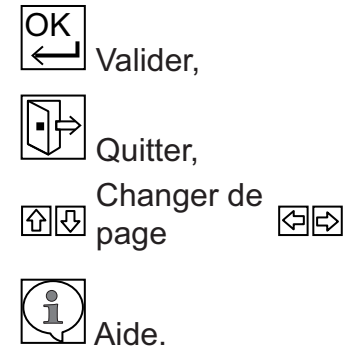 OK
Valider,
Quitter,
Changer de
page
i
Aide.